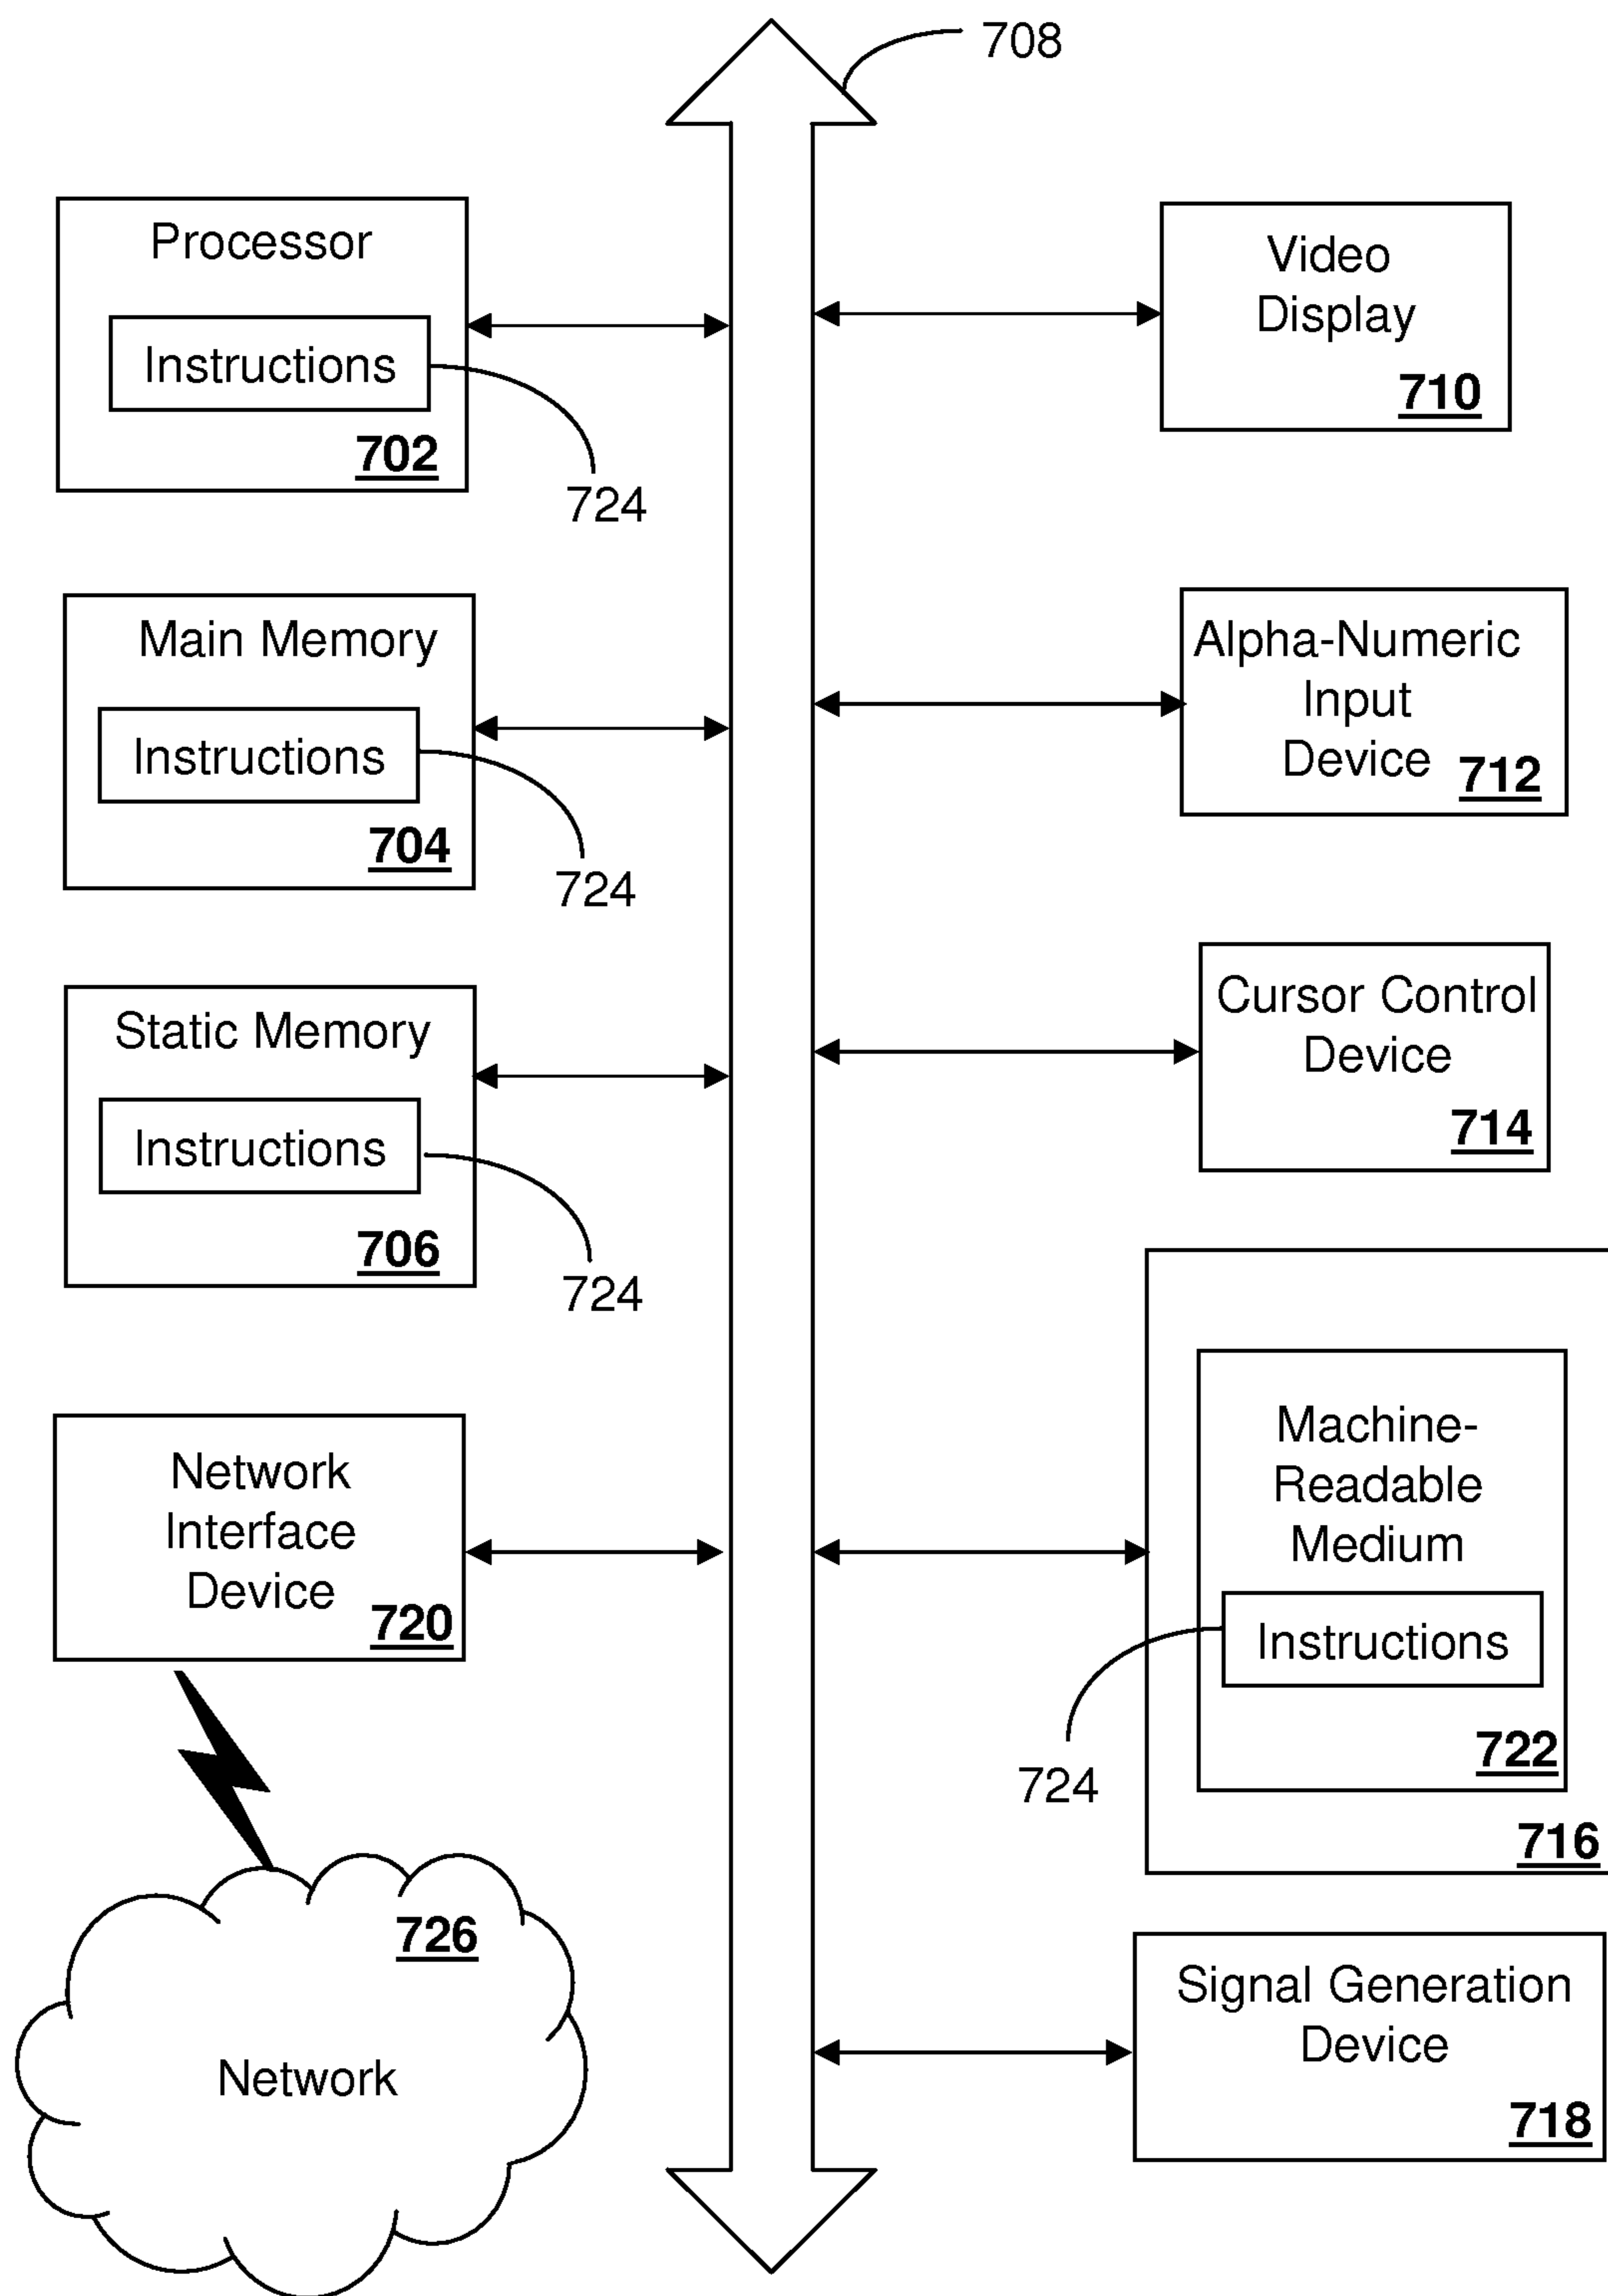 708
Processor
Instructions
702
724
Main Memory
Instructions
704
724
Static Memory
Instructions
706
724
Network
Interface
Device
720
726
Network
Video
Display
710
Alpha-Numeric
Input
Device
712
Cursor Control
Device
714
Machine-
Readable
Medium
Instructions
722
724
716
Signal Generation
Device
718